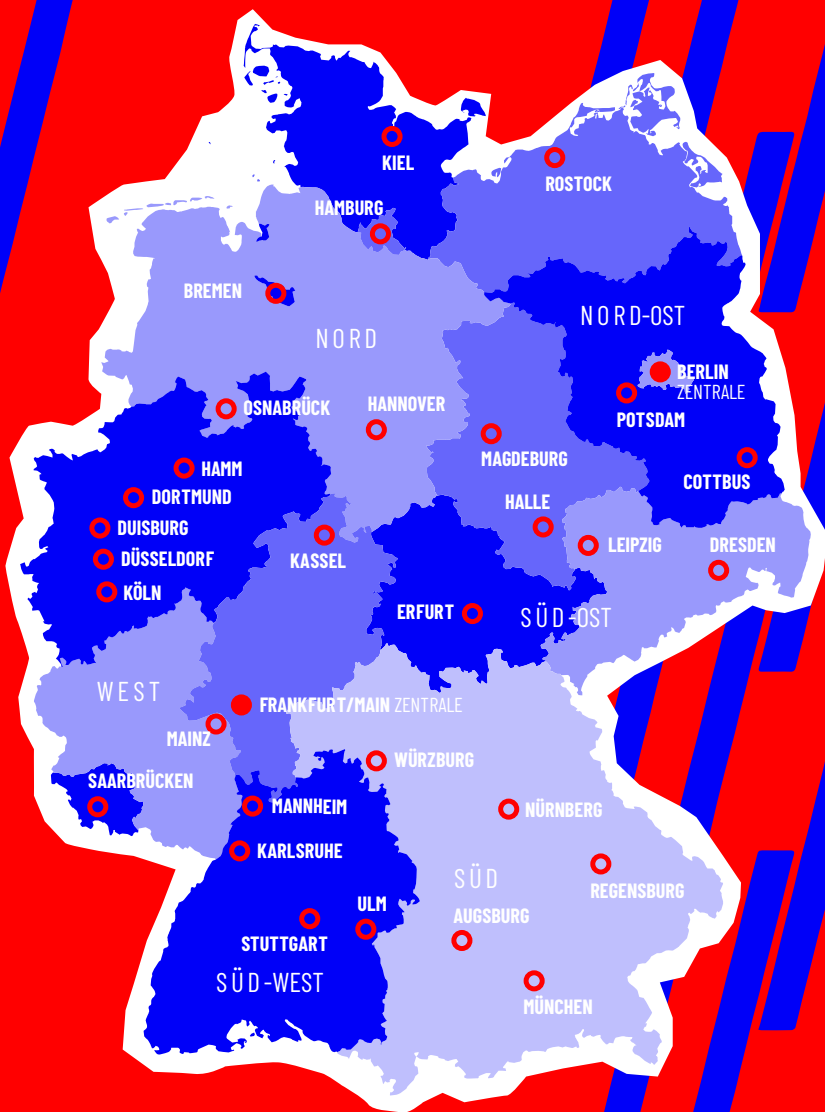 KIEL
ROSTOCK
HAMBURG
BREMEN
NORD
NORD-OST
BERLIN
ZENTRALE
POTSDAM
OSNABRÜCK
HANNOVER
MAGDEBURG
HAMM
COTTBUS
DORTMUND
HALLE
DUISBURG
LEIPZIG
DRESDEN
DÜSSELDORF
KASSEL
KÖLN
ERFURT
SÜD-OST
WEST
FRANKFURT/MAIN ZENTRALE
MAINZ
WÜRZBURG
SAARBRÜCKEN
MANNHEIM
NÜRNBERG
KARLSRUHE
SÜD
REGENSBURG
ULM
AUGSBURG
STUTTGART
SÜD-WEST
MÜNCHEN